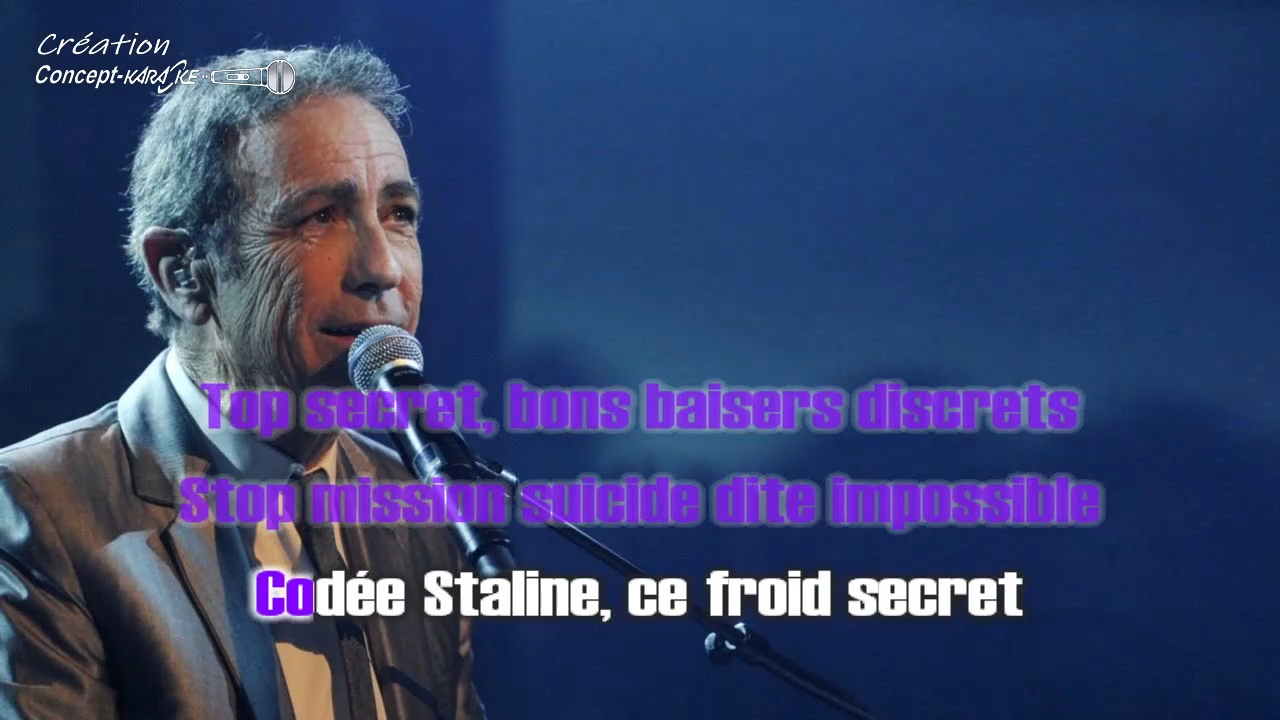 Création
Concept-KARAOKE
Top secret, bons baisers discrets
Stop mission suicide dite impossible
Codée Staline, ce froid secret